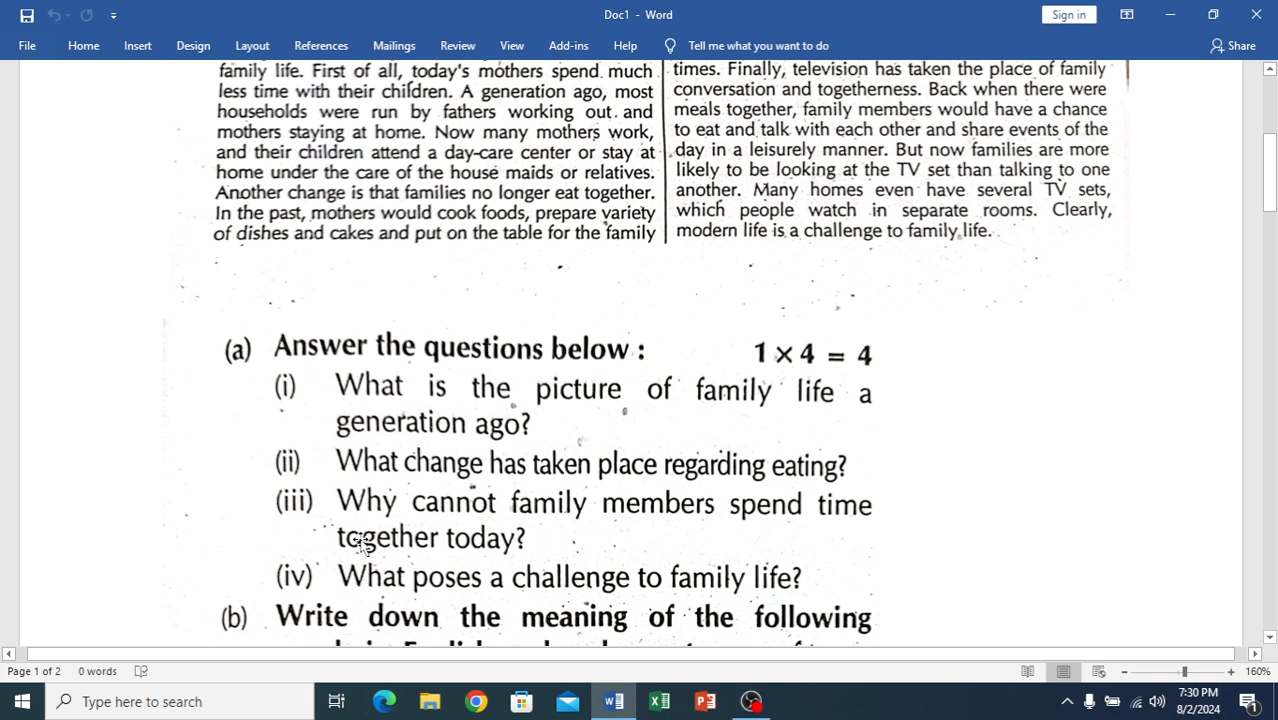 Doc1 - Word
Sign in
File Home Insert Design Layout References Mailings Review View Add-ins Help Tell me what you want to do Share
family life. First of all, today's mothers spend much
less time with their children. A generation ago, most
households were run by fathers working out and
mothers staying at home. Now many mothers work,
and their children attend a day-care center or stay at
home under the care of the house maids or relatives.
Another change is that families no longer eat together.
In the past, mothers would cook foods, prepare variety
of dishes and cakes and put on the table for the family
times. Finally, television has taken the place of family
conversation and togetherness. Back when there were
meals together, family members would have a chance
to eat and talk with each other and share events of the
day in a leisurely manner. But now families are more
likely to be looking at the TV set than talking to one
another. Many homes even have several TV sets,
which people watch in separate rooms. Clearly,
modern life is a challenge to family life.
(a) Answer the questions below : 1 × 4 = 4
(i) What is the picture of family life a
generation ago?
(ii) What change has taken place regarding eating?
(iii) Why cannot family members spend time
together today?
(iv) What poses a challenge to family life?
(b) Write down the meaning of the following
Page 1 of 2 0 words 160%
Type here to search
7:30 PM
8/2/2024